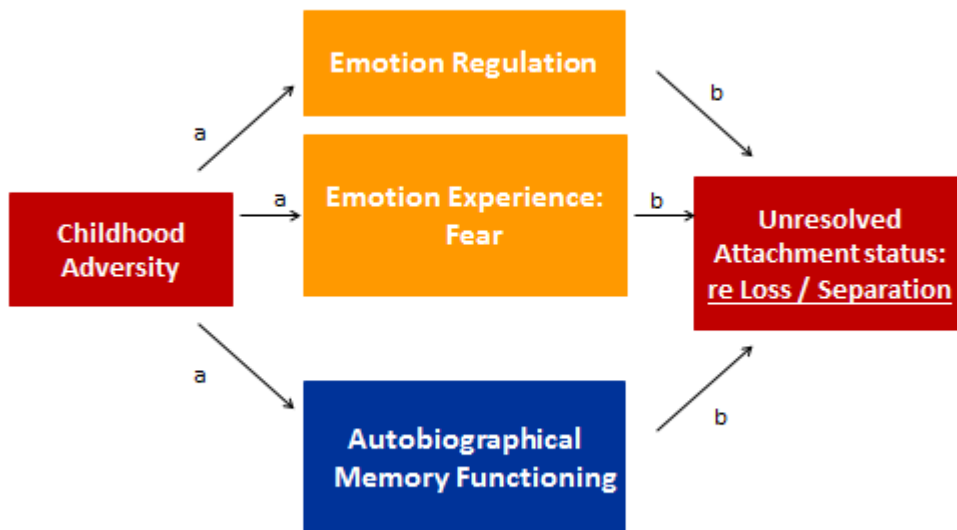 Emotion Regulation
a
b
Emotion Experience:
Fear
a
b
Childhood
Adversity
Unresolved
Attachment status:
re Loss / Separation
a
b
Autobiographical
Memory Functioning